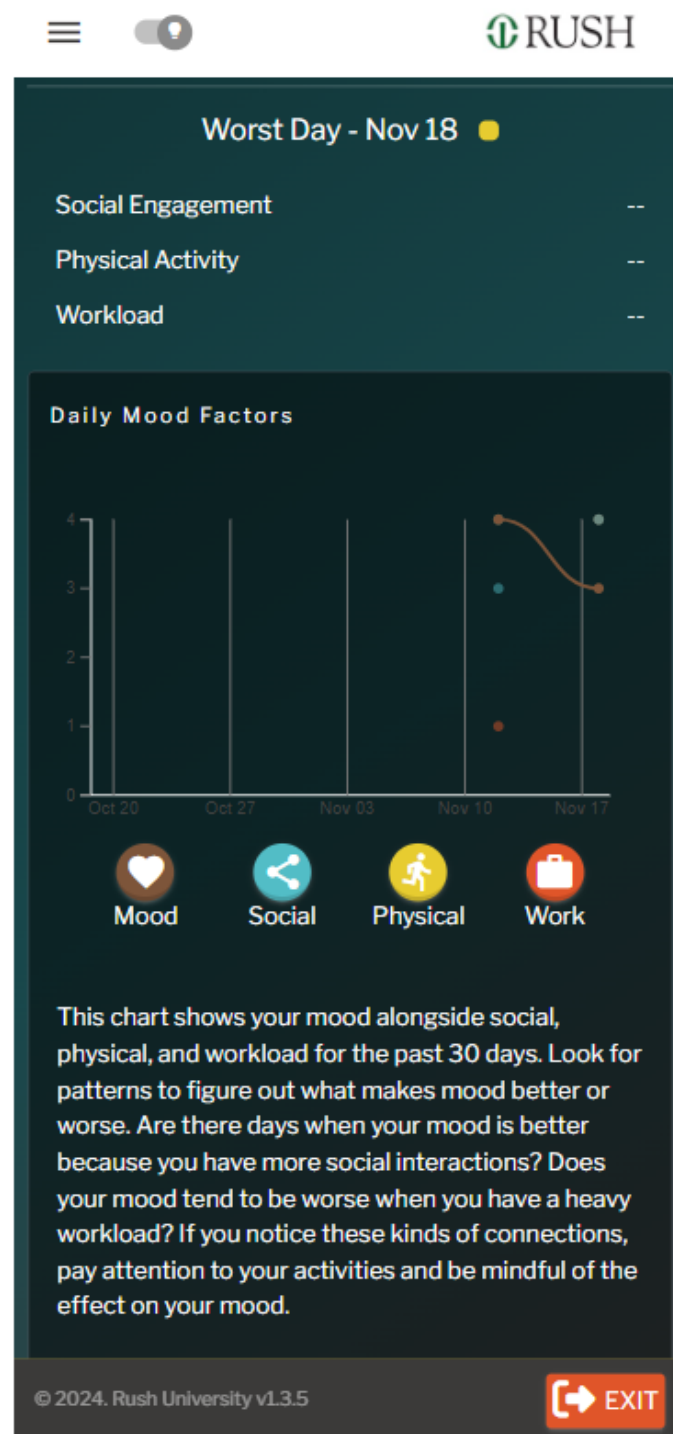 RUSH
Worst Day - Nov 18
Social Engagement --
Physical Activity --
Workload --
Daily Mood Factors
4
3
2
1
0
Oct 20 Oct 27 Nov 03 Nov 10 Nov 17
Mood Social Physical Work
This chart shows your mood alongside social,
physical, and workload for the past 30 days. Look for
patterns to figure out what makes mood better or
worse. Are there days when your mood is better
because you have more social interactions? Does
your mood tend to be worse when you have a heavy
workload? If you notice these kinds of connections,
pay attention to your activities and be mindful of the
effect on your mood.
© 2024. Rush University v1.3.5 EXIT